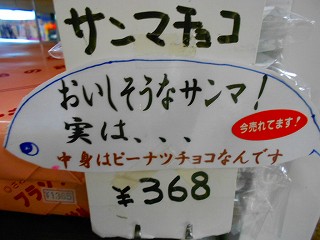 サンマチョコ
おいしそうなサンマ!
実は、、、
今売れてます!
中身はピーナツチョコなんです
¥368